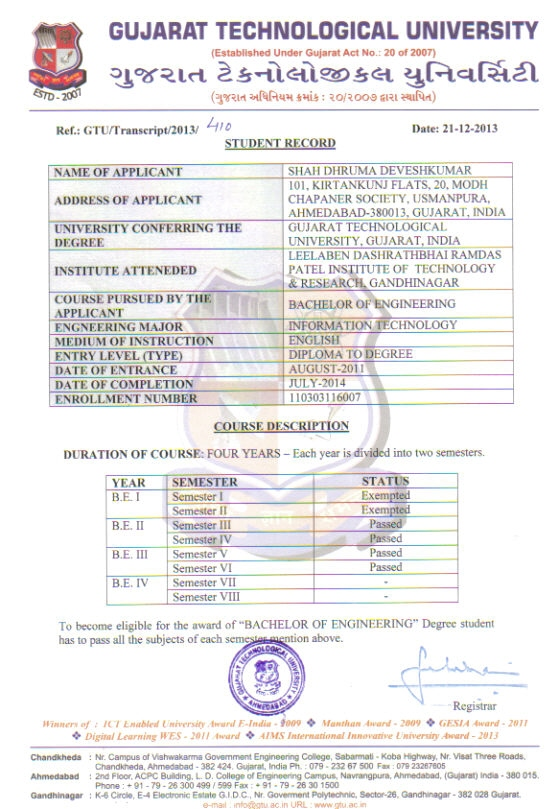 GUJARAT TECHNOLOGICAL UNIVERSITY
(Established Under Gujarat Act No.: 20 of 2007)
ગુજરાત ટેકનોલોજીકલ યુનિવર્સિટી
(ગુજરાત અધિનિયમ ક્રમાંક : ૨૦/૨૦૦૭ દ્વારા સ્થાપિત)
ESTD - 2007
Ref.: GTU/Transcript/2013/ 410 Date: 21-12-2013
STUDENT RECORD
NAME OF APPLICANT SHAH DHRUMA DEVESHKUMAR
ADDRESS OF APPLICANT 101, KIRTANKUNJ FLATS, 20, MODH
CHAPANER SOCIETY, USMANPURA,
AHMEDABAD-380013, GUJARAT, INDIA
UNIVERSITY CONFERRING THE GUJARAT TECHNOLOGICAL
DEGREE UNIVERSITY, GUJARAT, INDIA
INSTITUTE ATTENEDED LEELABEN DASHRATHBHAI RAMDAS
PATEL INSTITUTE OF TECHNOLOGY
& RESEARCH, GANDHINAGAR
COURSE PURSUED BY THE
APPLICANT BACHELOR OF ENGINEERING
ENGNEERING MAJOR INFORMATION TECHNOLOGY
MEDIUM OF INSTRUCTION ENGLISH
ENTRY LEVEL (TYPE) DIPLOMA TO DEGREE
DATE OF ENTRANCE AUGUST-2011
DATE OF COMPLETION JULY-2014
ENROLLMENT NUMBER 110303116007
COURSE DESCRIPTION
DURATION OF COURSE: FOUR YEARS – Each year is divided into two semesters.
YEAR SEMESTER STATUS
B.E. I Semester I Exempted
Semester II Exempted
B.E. II Semester III Passed
Semester IV Passed
B.E. III Semester V Passed
Semester VI Passed
B.E. IV Semester VII -
Semester VIII -
To become eligible for the award of “BACHELOR OF ENGINEERING” Degree student
has to pass all the subjects of each semester mention above.
GUJARAT TECHNOLOGICAL UNIVERSITY
AHMEDABAD
Registrar
Winners of : ICT Enabled University Award E-India - 2009 ❖ Manthan Award - 2009 ❖ GESIA Award - 2011
❖ Digital Learning WES - 2011 Award ❖ AIMS International Innovative University Award - 2013
Chandkheda : Nr. Campus of Vishwakarma Government Engineering College, Sabarmati - Koba Highway, Nr. Visat Three Roads,
Chandkheda, Ahmedabad - 382 424. Gujarat, India Ph. : 079 - 232 67 500 Fax : 079 23267605
Ahmedabad : 2nd Floor, ACPC Building, L. D. College of Engineering Campus, Navrangpura, Ahmedabad, (Gujarat) India - 380 015.
Phone : + 91 - 79 - 26 300 499 / 599 Fax : + 91 - 79 - 26 30 1500
Gandhinagar : K-6 Circle, E-4 Electronic Estate G.I.D.C., Nr. Goverment Polytechnic, Sector-26, Gandhinagar - 382 028 Gujarat.
e-mail : info@gtu.ac.in URL : www.gtu.ac.in